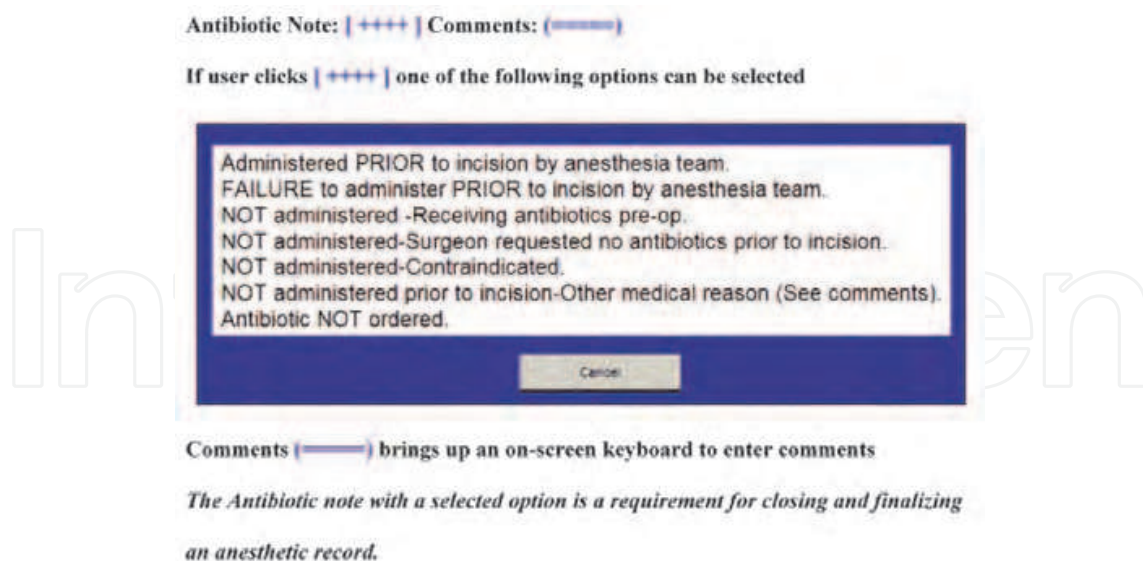 Antibiotic Note: [ ++++ ] Comments: (=====)
If user clicks [ ++++ ] one of the following options can be selected
Administered PRIOR to incision by anesthesia team.
FAILURE to administer PRIOR to incision by anesthesia team.
NOT administered -Receiving antibiotics pre-op.
NOT administered-Surgeon requested no antibiotics prior to incision.
NOT administered-Contraindicated.
NOT administered prior to incision-Other medical reason (See comments).
Antibiotic NOT ordered.
Cancel
Comments (=====) brings up an on-screen keyboard to enter comments
The Antibiotic note with a selected option is a requirement for closing and finalizing
an anesthetic record.